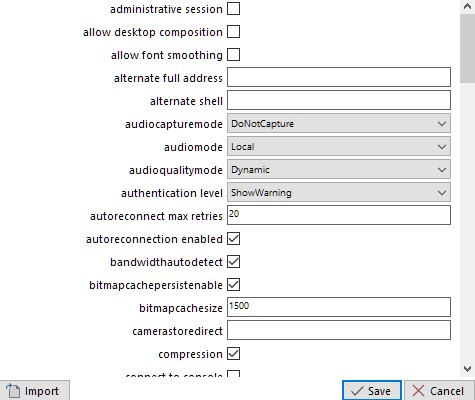 administrative session
allow desktop composition
allow font smoothing
alternate full address
alternate shell
audiocapturemode DoNotCapture
audiomode Local
audioqualitymode Dynamic
authentication level ShowWarning
autoreconnect max retries 20
autoreconnection enabled
bandwidthautodetect
bitmapcachepersistenable
bitmapcachesize 1500
camerastoredirect
compression
connect to console
Import Save Cancel